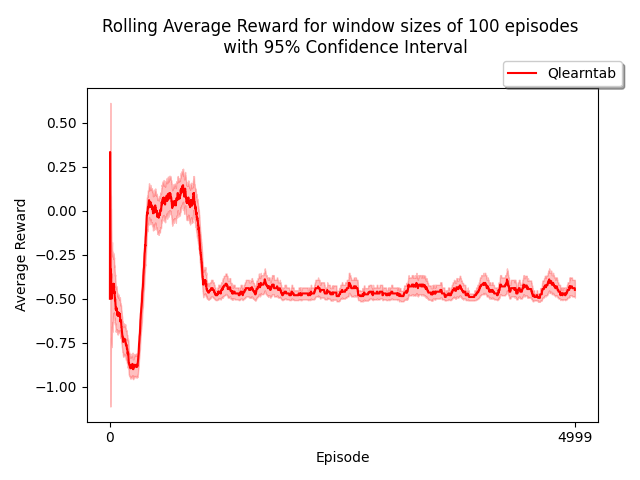 Rolling Average Reward for window sizes of 100 episodes
with 95% Confidence Interval
Qlearntab
0.50
0.25
0.00
−0.25
−0.50
−0.75
−1.00
Average Reward
0
4999
Episode